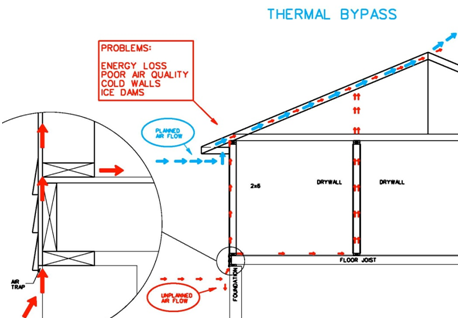 THERMAL BYPASS
PROBLEMS:
ENERGY LOSS
POOR AIR QUALITY
COLD WALLS
ICE DAMS
PLANNED
AIR FLOW
2x6
DRYWALL
DRYWALL
FLOOR JOIST
AIR
TRAP
UNPLANNED
AIR FLOW
FOUNDATION